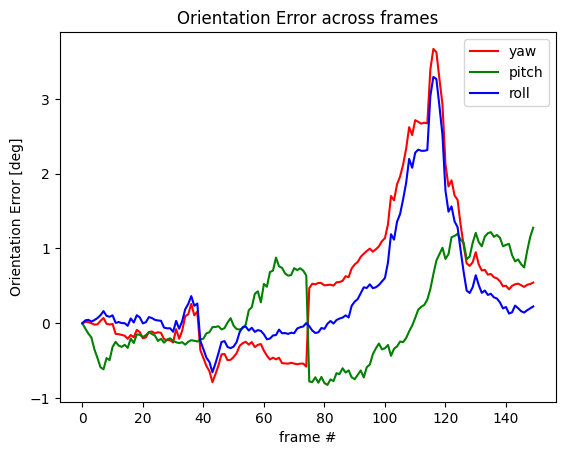 Orientation Error across frames
yaw
pitch
roll
Orientation Error [deg]
3
2
1
0
−1
0
20
40
60
80
100
120
140
frame #